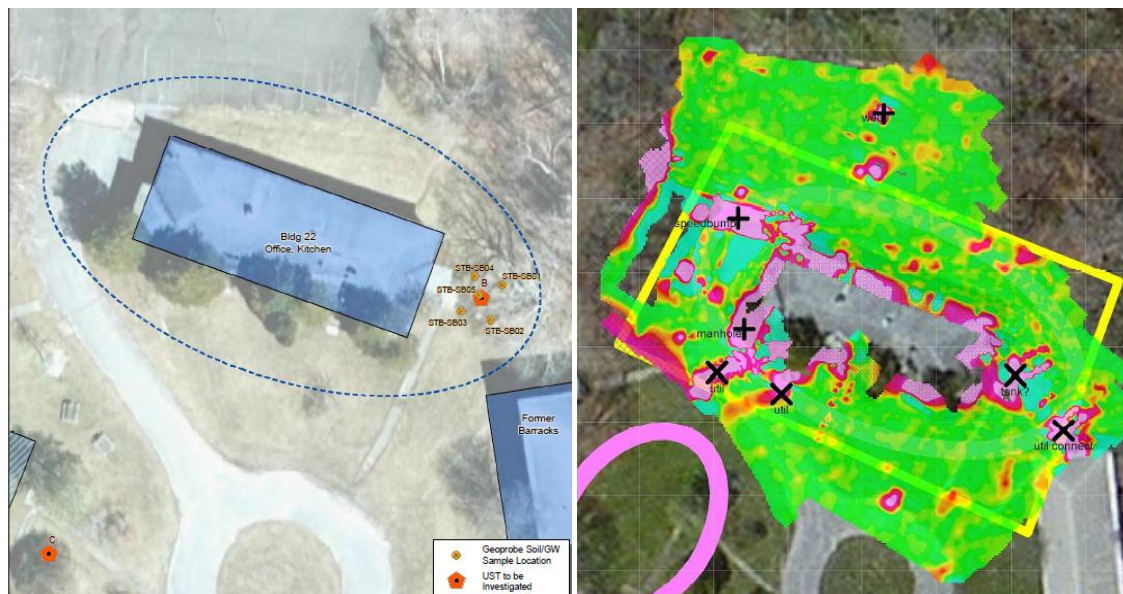 Bldg 22
Office, Kitchen
STB-SB04
STB-SB01
B
STB-SB05
STB-SB03
STB-SB02
Former
Barracks
C
Geoprobe Soil/GW
Sample Location
UST to be
Investigated
speedbump
manhole
util
util
tank?
util connect